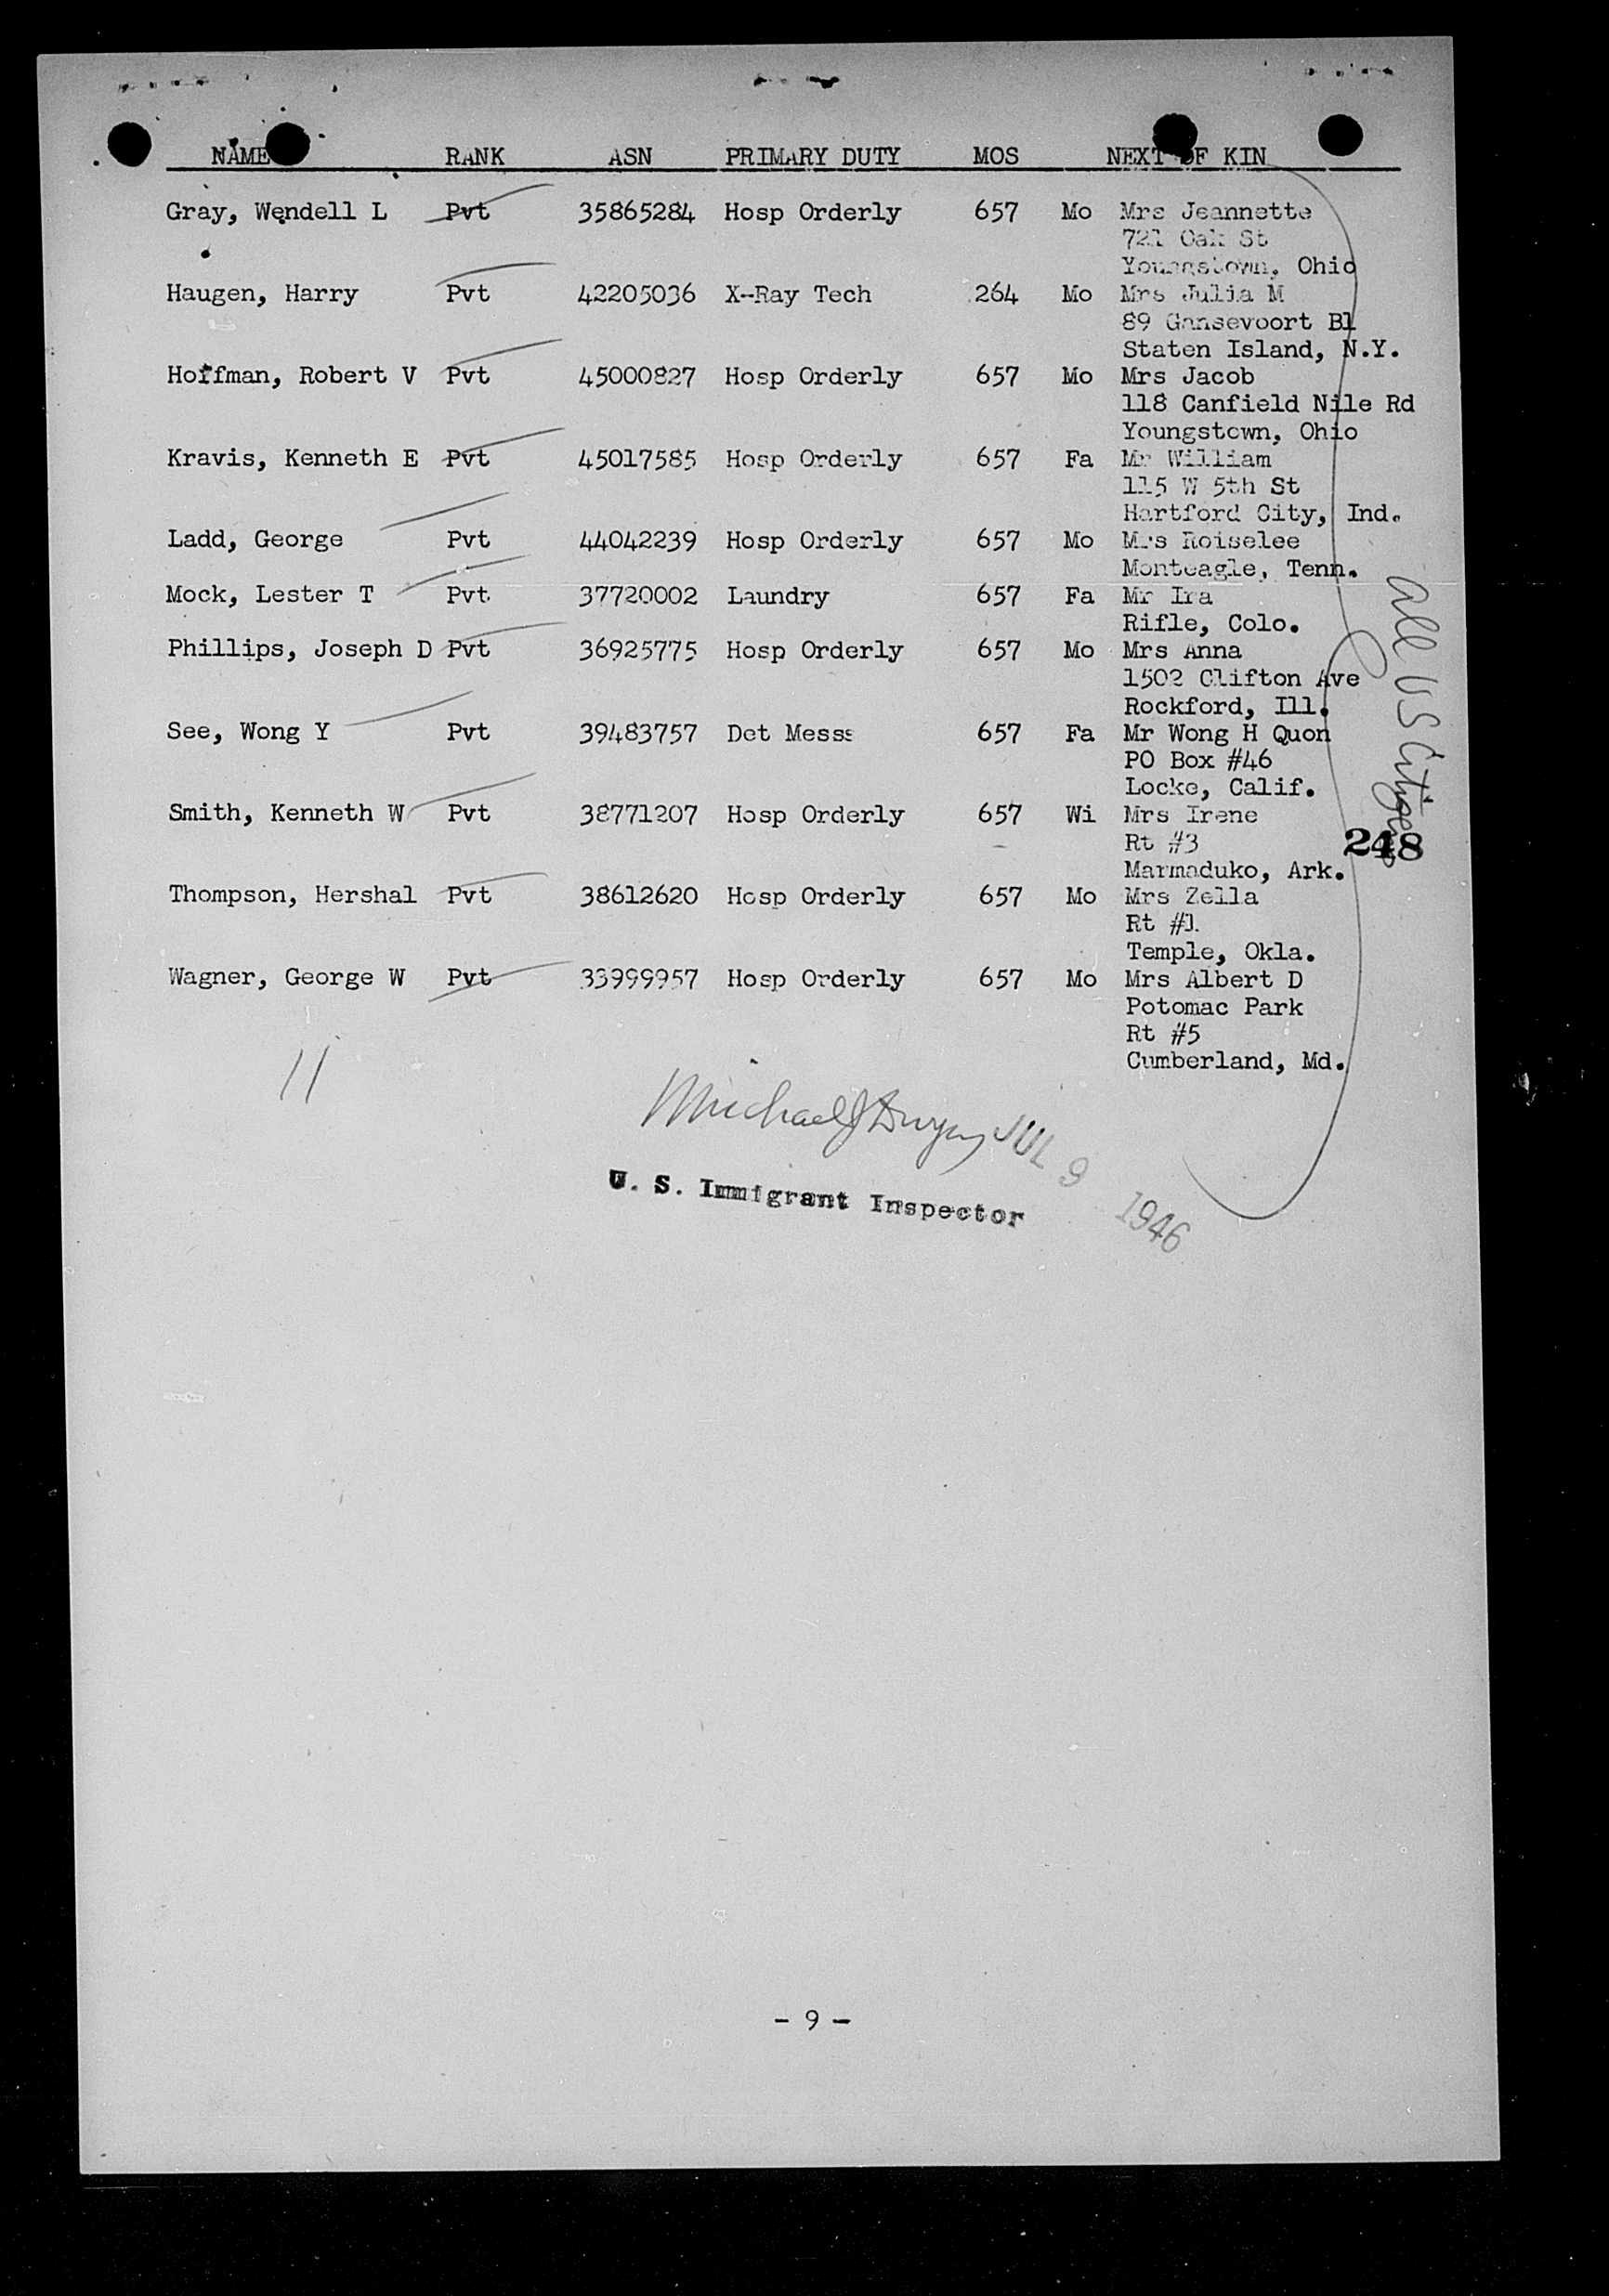 NAME RANK ASN PRIMARY DUTY MOS NEXT OF KIN
Gray, Wendell L Pvt 35865284 Hosp Orderly 657 Mo Mrs Jeannette
721 Oak St
Youngstown, Ohio
Haugen, Harry Pvt 42205036 X-Ray Tech 264 Mo Mrs Julia M
89 Gansevoort Bl
Staten Island, N.Y.
Hoffman, Robert V Pvt 45000827 Hosp Orderly 657 Mo Mrs Jacob
118 Canfield Nile Rd
Youngstown, Ohio
Kravis, Kenneth E Pvt 45017585 Hosp Orderly 657 Fa Mr William
115 W 5th St
Hartford City, Ind.
Ladd, George Pvt 44042239 Hosp Orderly 657 Mo Mrs Roiselee
Monteagle, Tenn.
Mock, Lester T Pvt 37720002 Laundry 657 Fa Mr Ira
Rifle, Colo.
Phillips, Joseph D Pvt 36925775 Hosp Orderly 657 Mo Mrs Anna
1502 Clifton Ave
Rockford, Ill.
See, Wong Y Pvt 39483757 Det Messs 657 Fa Mr Wong H Quon
PO Box #46
Locke, Calif.
Smith, Kenneth W Pvt 38771207 Hosp Orderly 657 Wi Mrs Irene
Rt #3
Marmaduko, Ark.
Thompson, Hershal Pvt 38612620 Hosp Orderly 657 Mo Mrs Zella
Rt #1
Temple, Okla.
Wagner, George W Pvt 33999957 Hosp Orderly 657 Mo Mrs Albert D
Potomac Park
Rt #5
Cumberland, Md.
All US Citizens
248
11
Michael J Dwyer JUL 9 1946
U. S. Immigrant Inspector
- 9 -